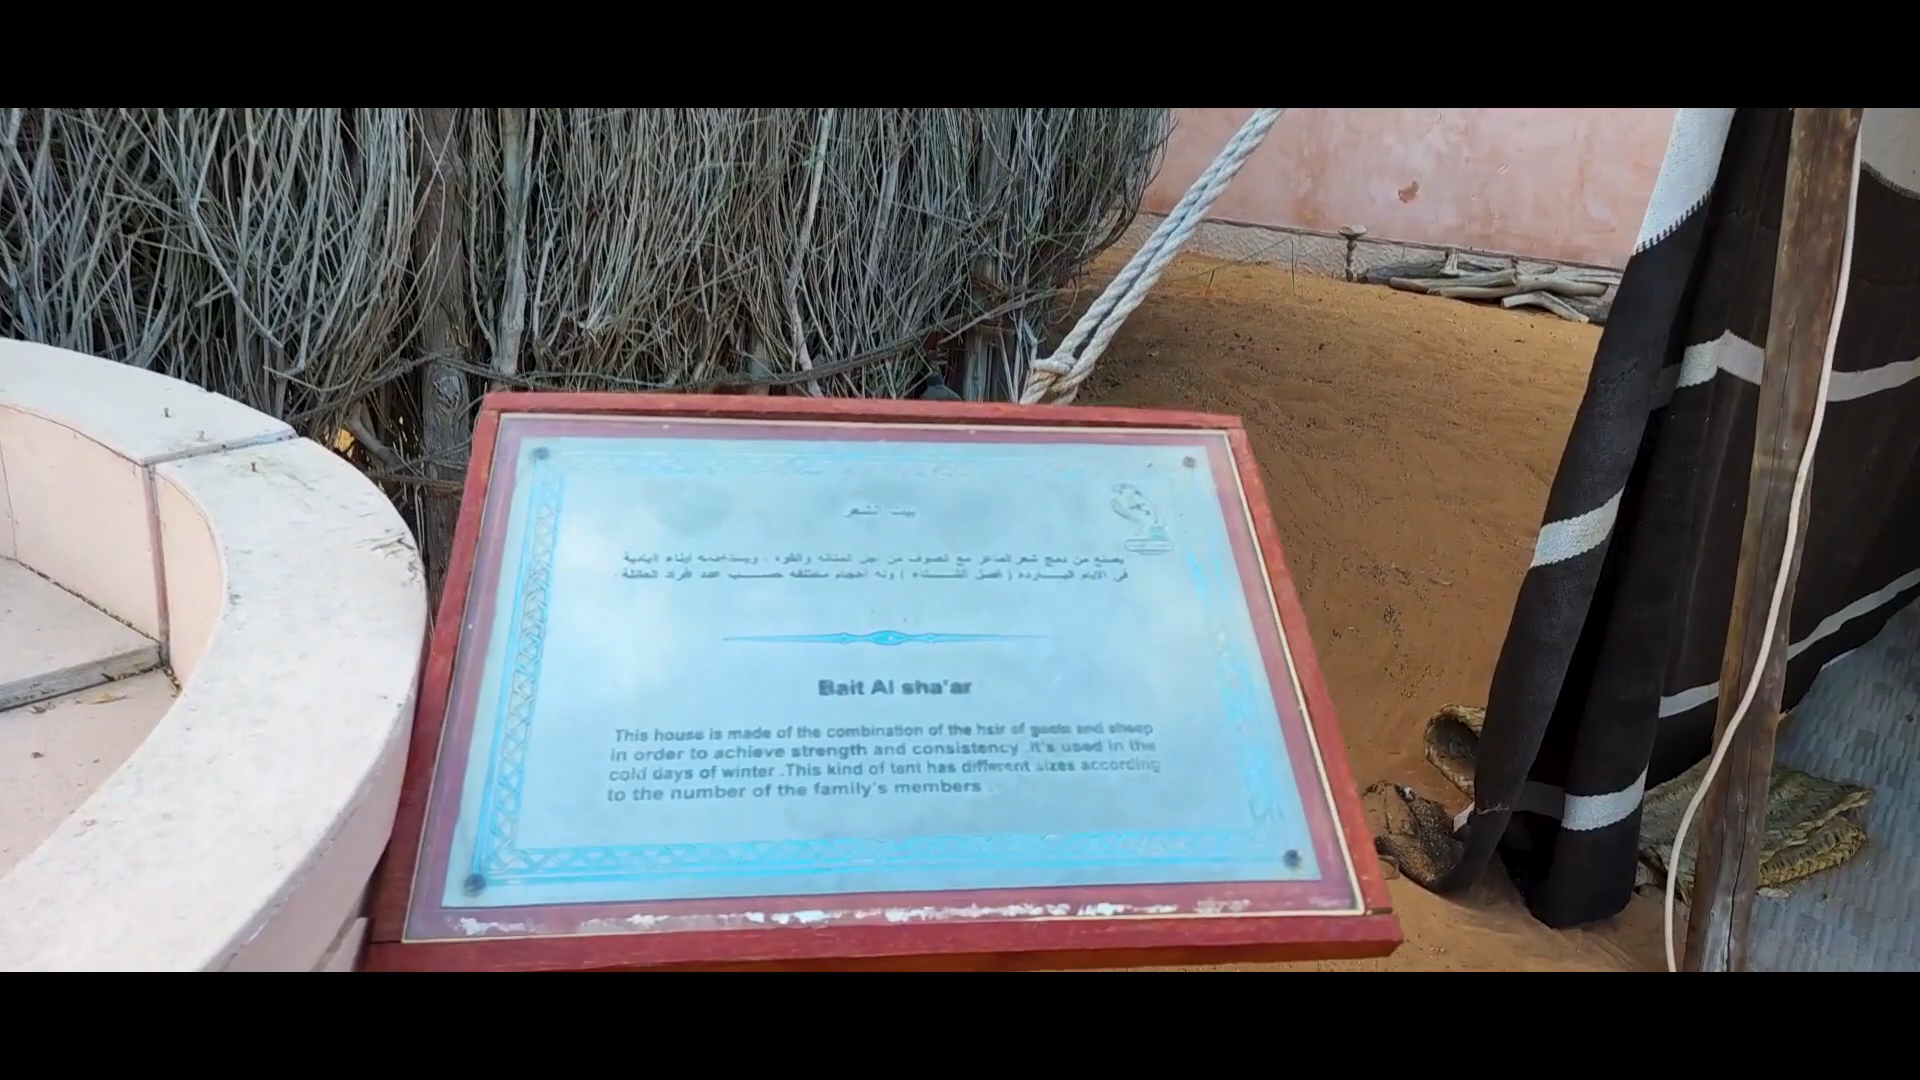 بيت الشعر
يصنع من دمج شعر الماعز مع الصوف من اجل المتانه والقوه ، ويستخدمه أبناء البادية
في الايام البارده ( فصل الشتاء ) وله احجام مختلفه حسب عدد أفراد العائلة
Bait Al sha'ar
This house is made of the combination of the hair of goats and sheep
in order to achieve strength and consistency .It's used in the
cold days of winter .This kind of tent has different sizes according
to the number of the family's members .